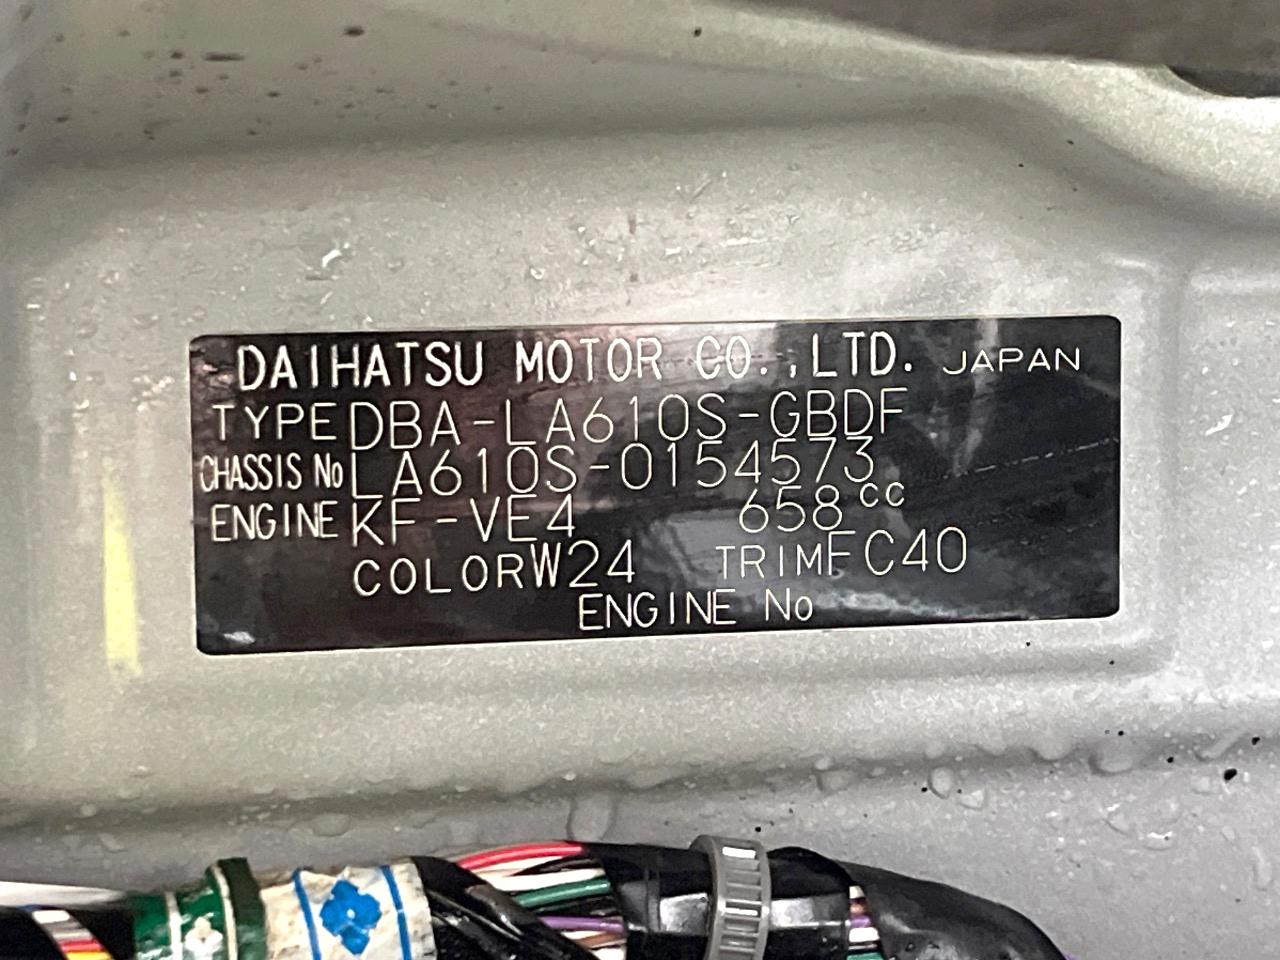 DAIHATSU MOTOR CO.,LTD. JAPAN
TYPE DBA-LA610S-GBDF
CHASSIS No LA610S-0154573
ENGINE KF-VE4 658cc
COLOR W24 TRIM FC40
ENGINE No